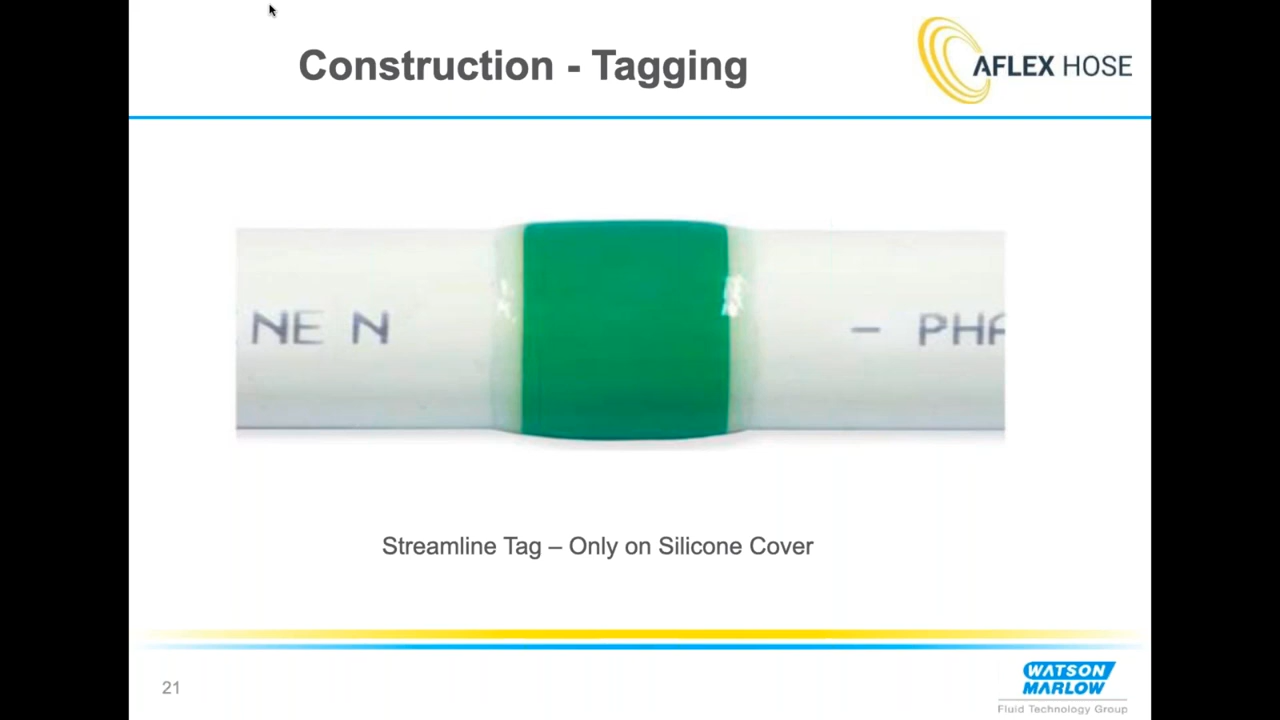 Construction - Tagging
AFLEX HOSE
NE N
- PHA
Streamline Tag – Only on Silicone Cover
21
WATSON
MARLOW
Fluid Technology Group